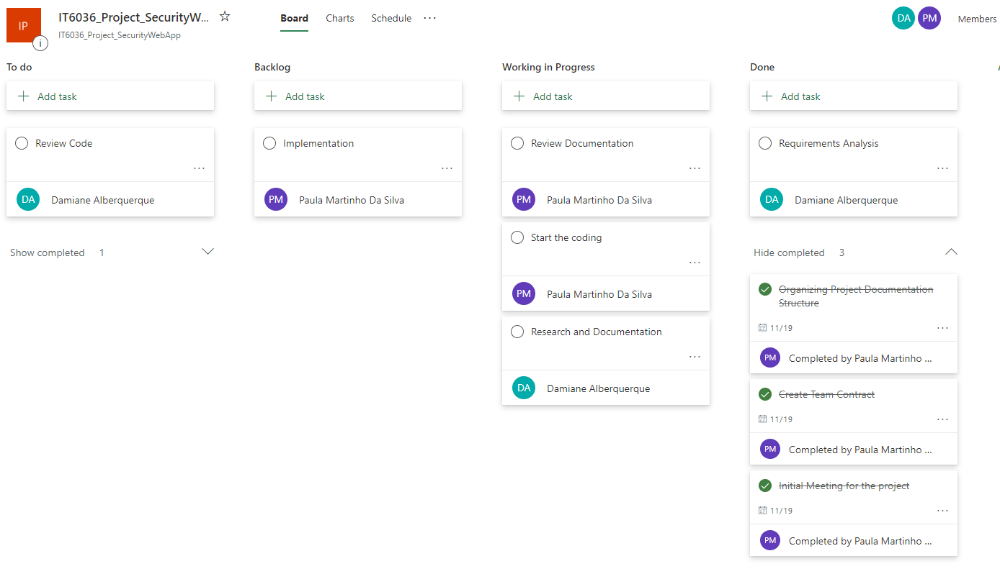 IP
IT6036_Project_SecurityW...
IT6036_Project_SecurityWebApp
Board
Charts
Schedule
DA
PM
Members
To do
Add task
Review Code
DA
Damiane Alberquerque
Show completed 1
Backlog
Add task
Implementation
PM
Paula Martinho Da Silva
Working in Progress
Add task
Review Documentation
PM
Paula Martinho Da Silva
Start the coding
PM
Paula Martinho Da Silva
Research and Documentation
DA
Damiane Alberquerque
Done
Add task
Requirements Analysis
DA
Damiane Alberquerque
Hide completed 3
Organizing Project Documentation
Structure
11/19
PM
Completed by Paula Martinho ...
Create Team Contract
11/19
PM
Completed by Paula Martinho ...
Initial Meeting for the project
11/19
PM
Completed by Paula Martinho ...